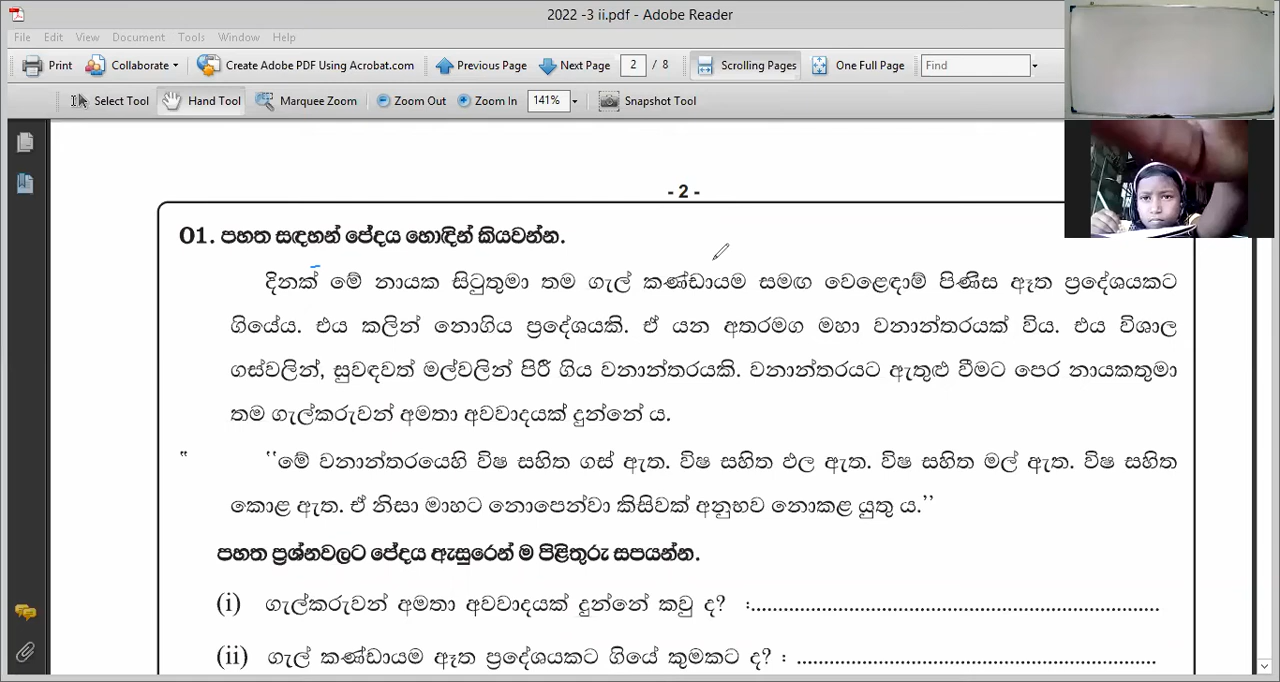 2022 -3 ii.pdf - Adobe Reader
File Edit View Document Tools Window Help
Print Collaborate Create Adobe PDF Using Acrobat.com Previous Page Next Page 2 / 8 Scrolling Pages One Full Page Find
Select Tool Hand Tool Marquee Zoom Zoom Out Zoom In 141% Snapshot Tool
- 2 -
01. පහත සඳහන් ඡේදය හොඳින් කියවන්න.
දිනක් මේ නායක සිටුතුමා තම ගැල් කණ්ඩායම සමඟ වෙළෙඳාම් පිණිස ඈත ප්‍රදේශයකට
ගියේය. එය කලින් නොගිය ප්‍රදේශයකි. ඒ යන අතරමග මහා වනාන්තරයක් විය. එය විශාල
ගස්වලින්, සුවඳවත් මල්වලින් පිරී ගිය වනාන්තරයකි. වනාන්තරයට ඇතුළු වීමට පෙර නායකතුමා
තම ගැල්කරුවන් අමතා අවවාදයක් දුන්නේ ය.
‘‘ ‘‘මේ වනාන්තරයෙහි විෂ සහිත ගස් ඇත. විෂ සහිත ඵල ඇත. විෂ සහිත මල් ඇත. විෂ සහිත
කොළ ඇත. ඒ නිසා මාහට නොපෙන්වා කිසිවක් අනුභව නොකළ යුතු ය.’’
පහත ප්‍රශ්නවලට ඡේදය ඇසුරෙන් ම පිළිතුරු සපයන්න.
(i) ගැල්කරුවන් අමතා අවවාදයක් දුන්නේ කවු ද? :............................................................
(ii) ගැල් කණ්ඩායම ඈත ප්‍රදේශයකට ගියේ කුමකට ද? : ............................................................